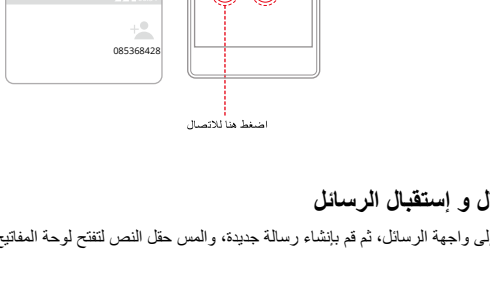 085368428
اضغط هنا للاتصال
ل و إستقبال الرسائل
لى واجهة الرسائل، ثم قم بإنشاء رسالة جديدة، والمس حقل النص لتفتح لوحة المفاتيح